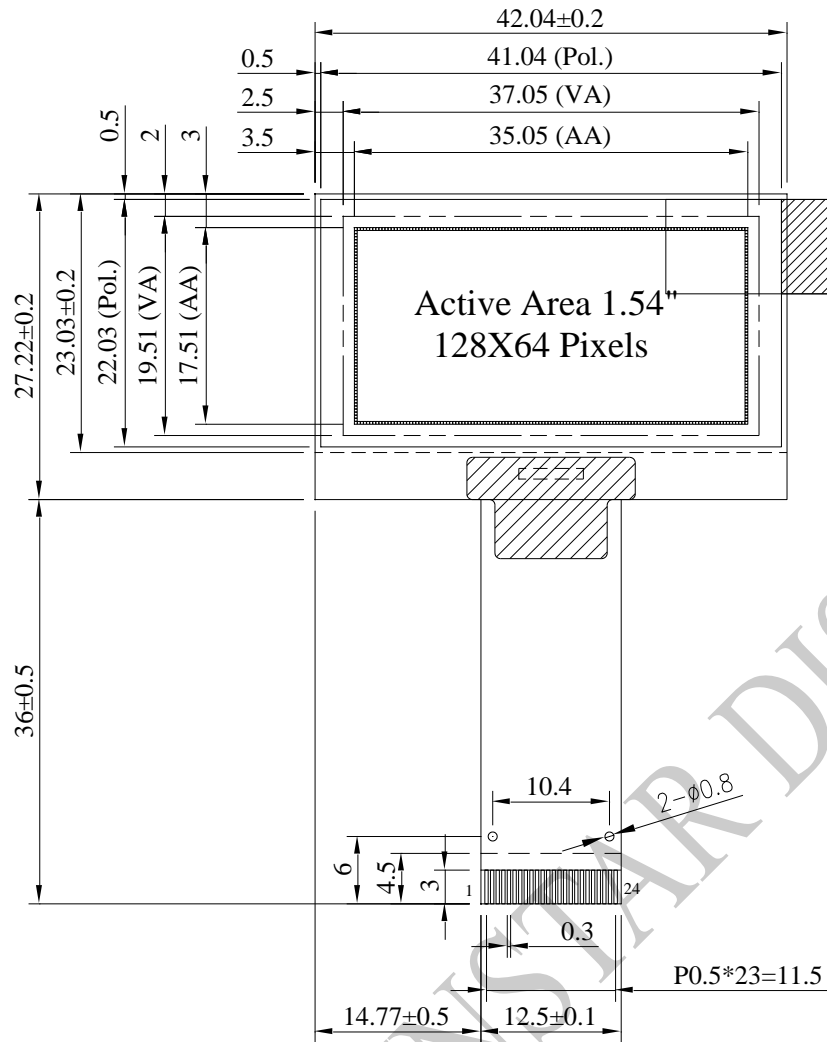 42.04±0.2
0.5
41.04 (Pol.)
2.5
37.05 (VA)
3.5
35.05 (AA)
0.5
2
3
27.22±0.2
23.03±0.2
22.03 (Pol.)
19.51 (VA)
17.51 (AA)
Active Area 1.54"
128X64 Pixels
36±0.5
10.4
2-ø0.8
6
4.5
3
1
24
0.3
P0.5*23=11.5
14.77±0.5
12.5±0.1